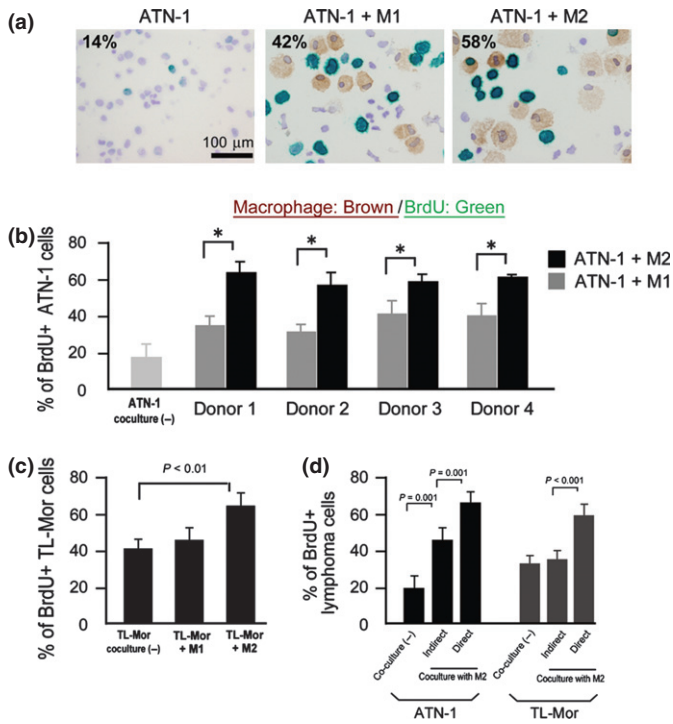 (a)
ATN-1
ATN-1 + M1
ATN-1 + M2
14%
42%
58%
100 μm
Macrophage: Brown /BrdU: Green
(b)
% of BrdU+ ATN-1 cells
80
60
40
20
0
*
*
*
*
ATN-1 + M2
ATN-1 + M1
ATN-1
coculture (–)
Donor 1
Donor 2
Donor 3
Donor 4
(c)
% of BrdU+ TL-Mor cells
80
60
40
20
0
P < 0.01
TL-Mor
coculture (–)
TL-Mor
+ M1
TL-Mor
+ M2
(d)
% of BrdU+
lymphoma cells
80
60
40
20
0
P = 0.001
P = 0.001
P < 0.001
Co-culture (–)
Indirect
Direct
Co-culture (–)
Indirect
Direct
Coculture with M2
Coculture with M2
ATN-1
TL-Mor